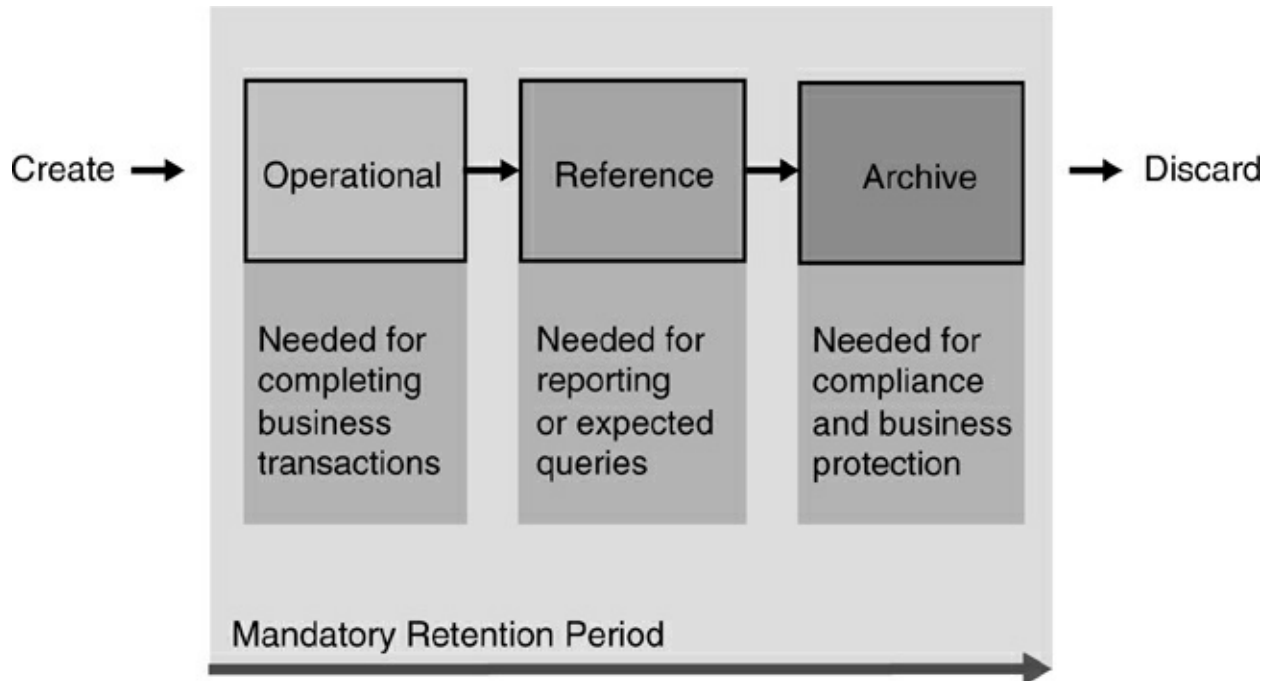 Create
Operational
Reference
Archive
Discard
Needed for
completing
business
transactions
Needed for
reporting
or expected
queries
Needed for
compliance
and business
protection
Mandatory Retention Period